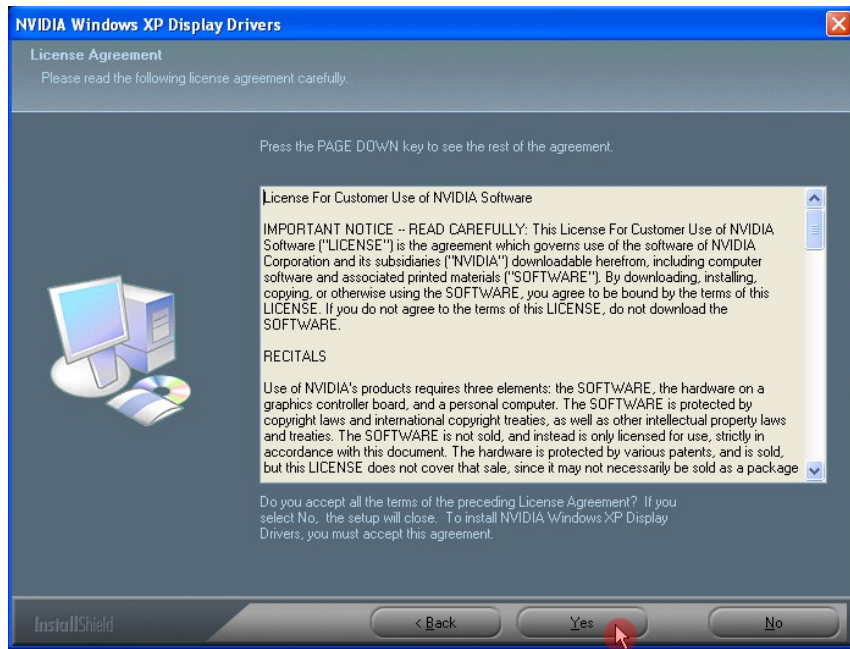 NVIDIA Windows XP Display Drivers
License Agreement
Please read the following license agreement carefully.
Press the PAGE DOWN key to see the rest of the agreement.
License For Customer Use of NVIDIA Software
IMPORTANT NOTICE -- READ CAREFULLY: This License For Customer Use of NVIDIA
Software ("LICENSE") is the agreement which governs use of the software of NVIDIA
Corporation and its subsidiaries ("NVIDIA") downloadable herefrom, including computer
software and associated printed materials ("SOFTWARE"). By downloading, installing,
copying, or otherwise using the SOFTWARE, you agree to be bound by the terms of this
LICENSE. If you do not agree to the terms of this LICENSE, do not download the
SOFTWARE.
RECITALS
Use of NVIDIA's products requires three elements: the SOFTWARE, the hardware on a
graphics controller board, and a personal computer. The SOFTWARE is protected by
copyright laws and international copyright treaties, as well as other intellectual property laws
and treaties. The SOFTWARE is not sold, and instead is only licensed for use, strictly in
accordance with this document. The hardware is protected by various patents, and is sold,
but this LICENSE does not cover that sale, since it may not necessarily be sold as a package
Do you accept all the terms of the preceding License Agreement? If you
select No, the setup will close. To install NVIDIA Windows XP Display
Drivers, you must accept this agreement.
InstallShield
< Back
Yes
No